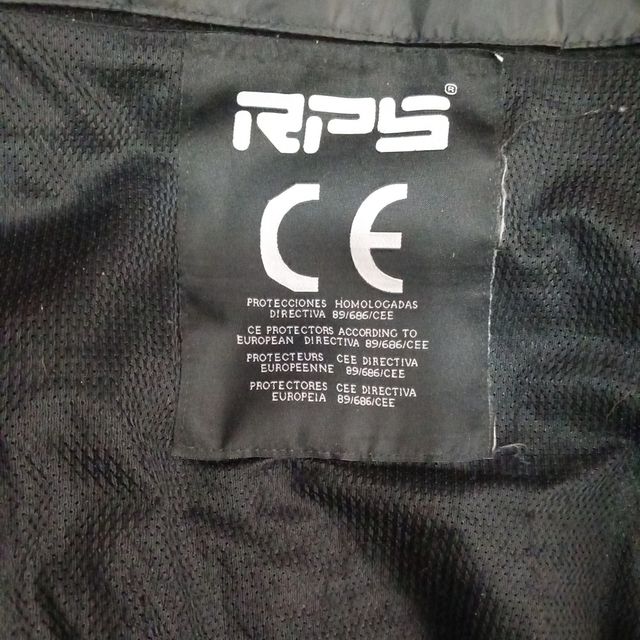 RPS®
CE
PROTECCIONES HOMOLOGADAS
DIRECTIVA 89/686/CEE
CE PROTECTORS ACCORDING TO
EUROPEAN DIRECTIVA 89/686/CEE
PROTECTEURS CEE DIRECTIVA
EUROPEENNE 89/686/CEE
PROTECTORES CEE DIRECTIVA
EUROPEIA 89/686/CEE